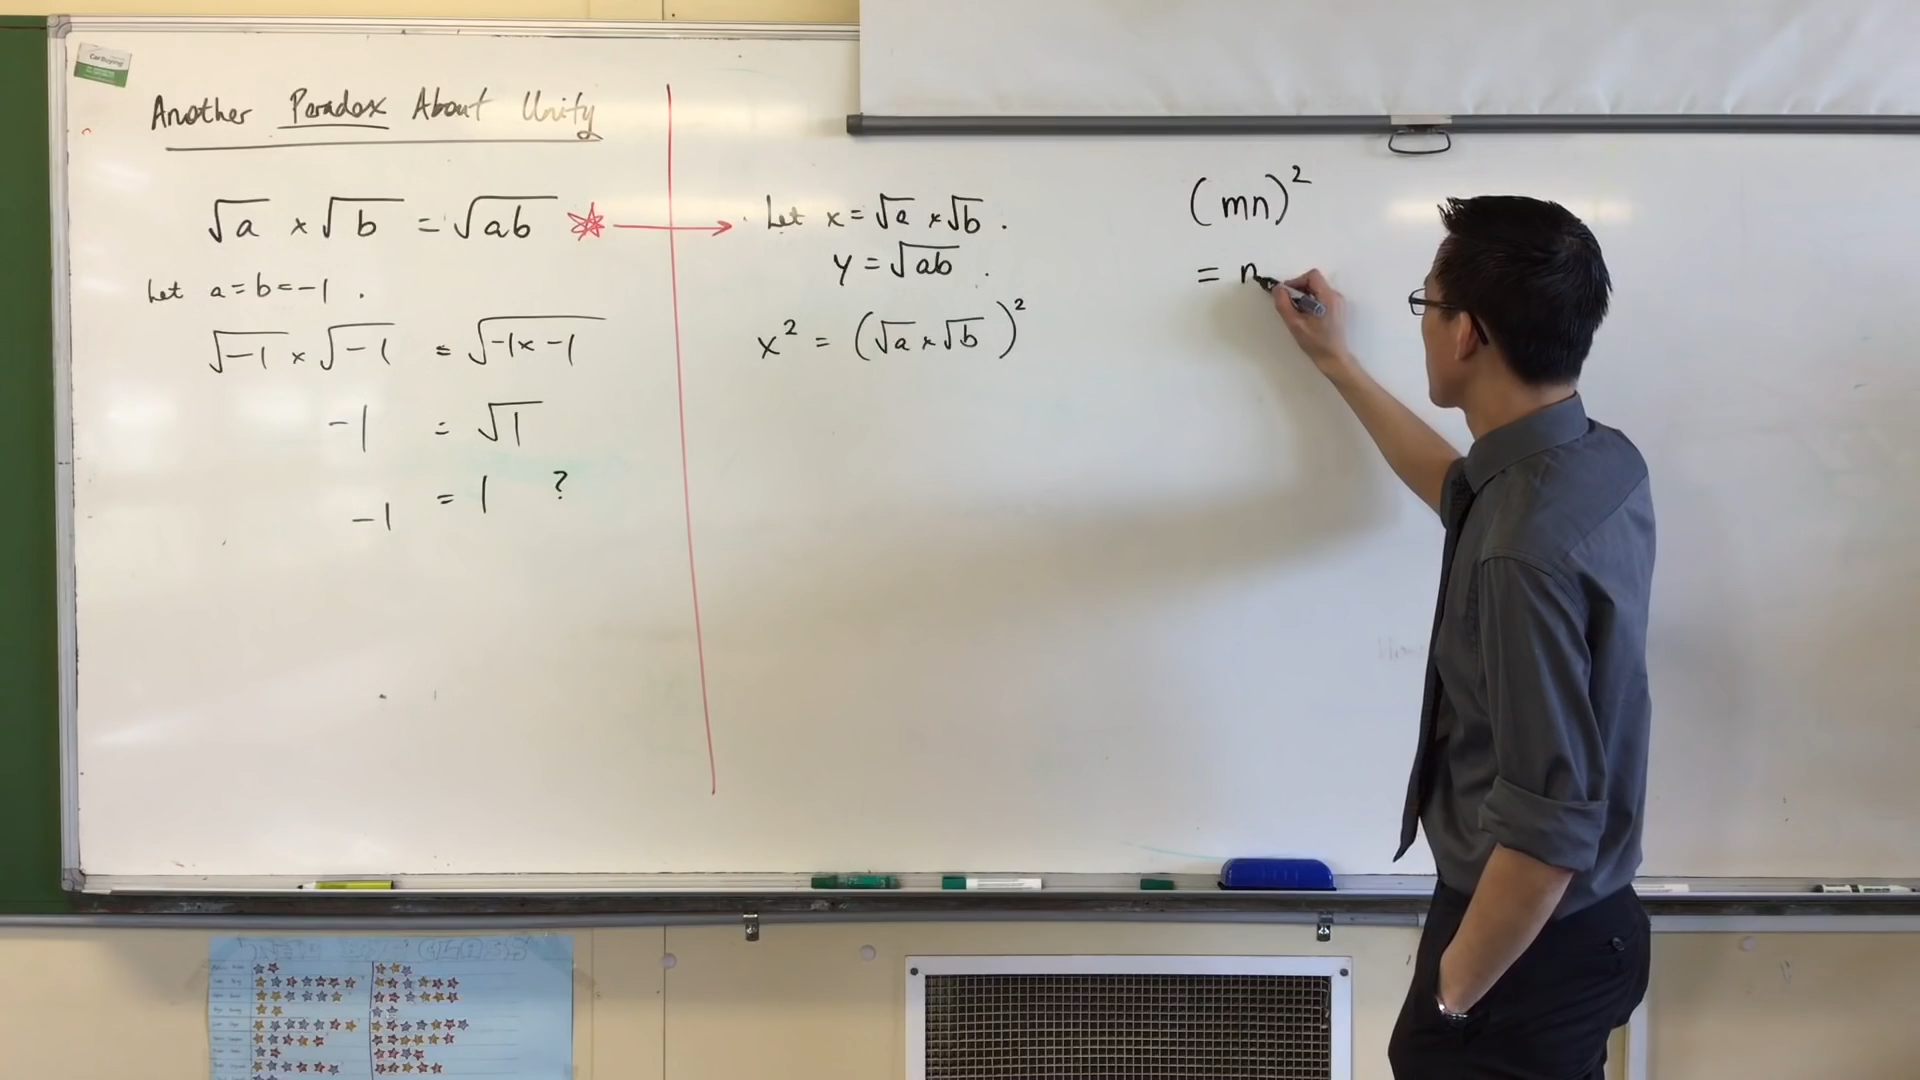 Another Paradox About Unity
√a × √b = √ab
Let a = b = -1 .
√-1 × √-1 = √-1 × -1
-1 = √1
-1 = 1 ?
Let x = √a × √b .
y = √ab .
x² = (√a × √b)²
(mn)²
=
CarBuying